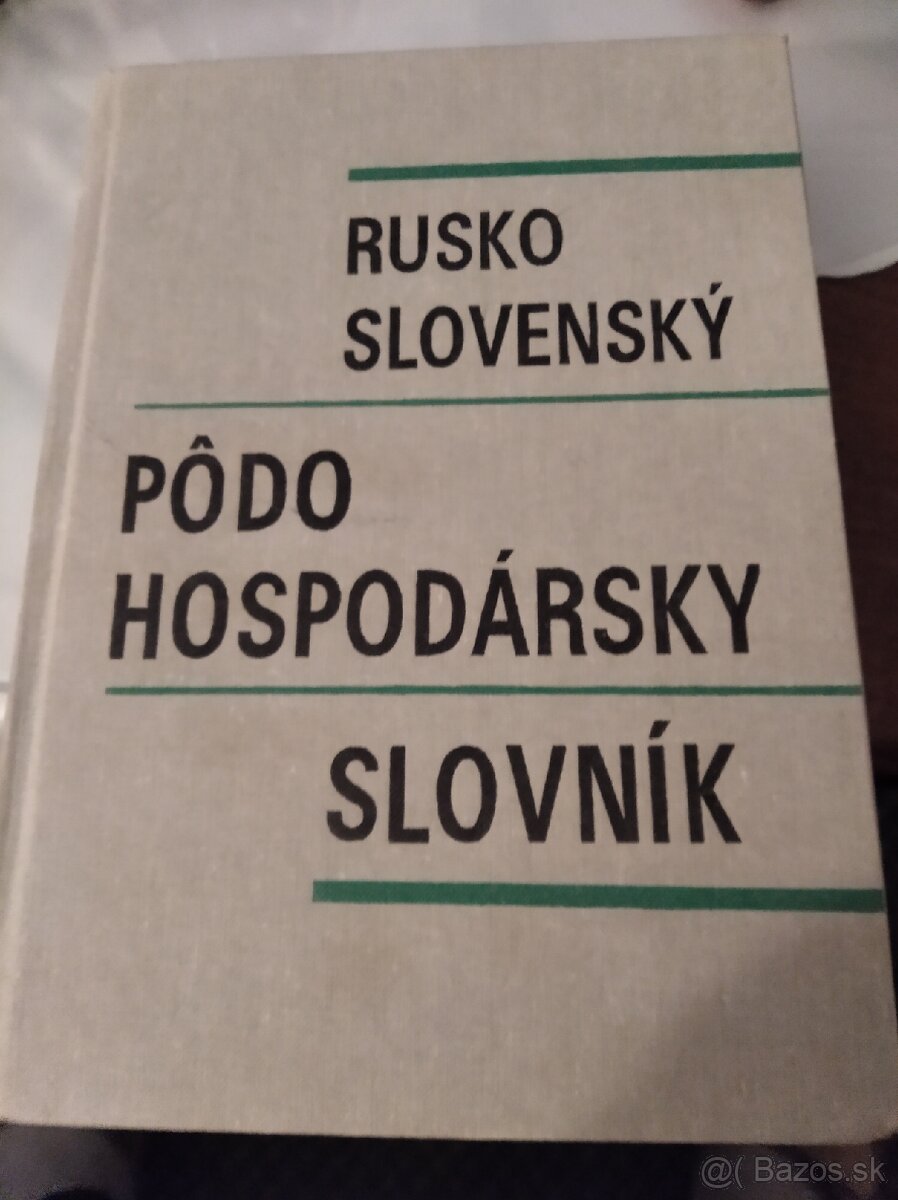 RUSKO
SLOVENSKÝ
PÔDO
HOSPODÁRSKY
SLOVNÍK
@( Bazos.sk